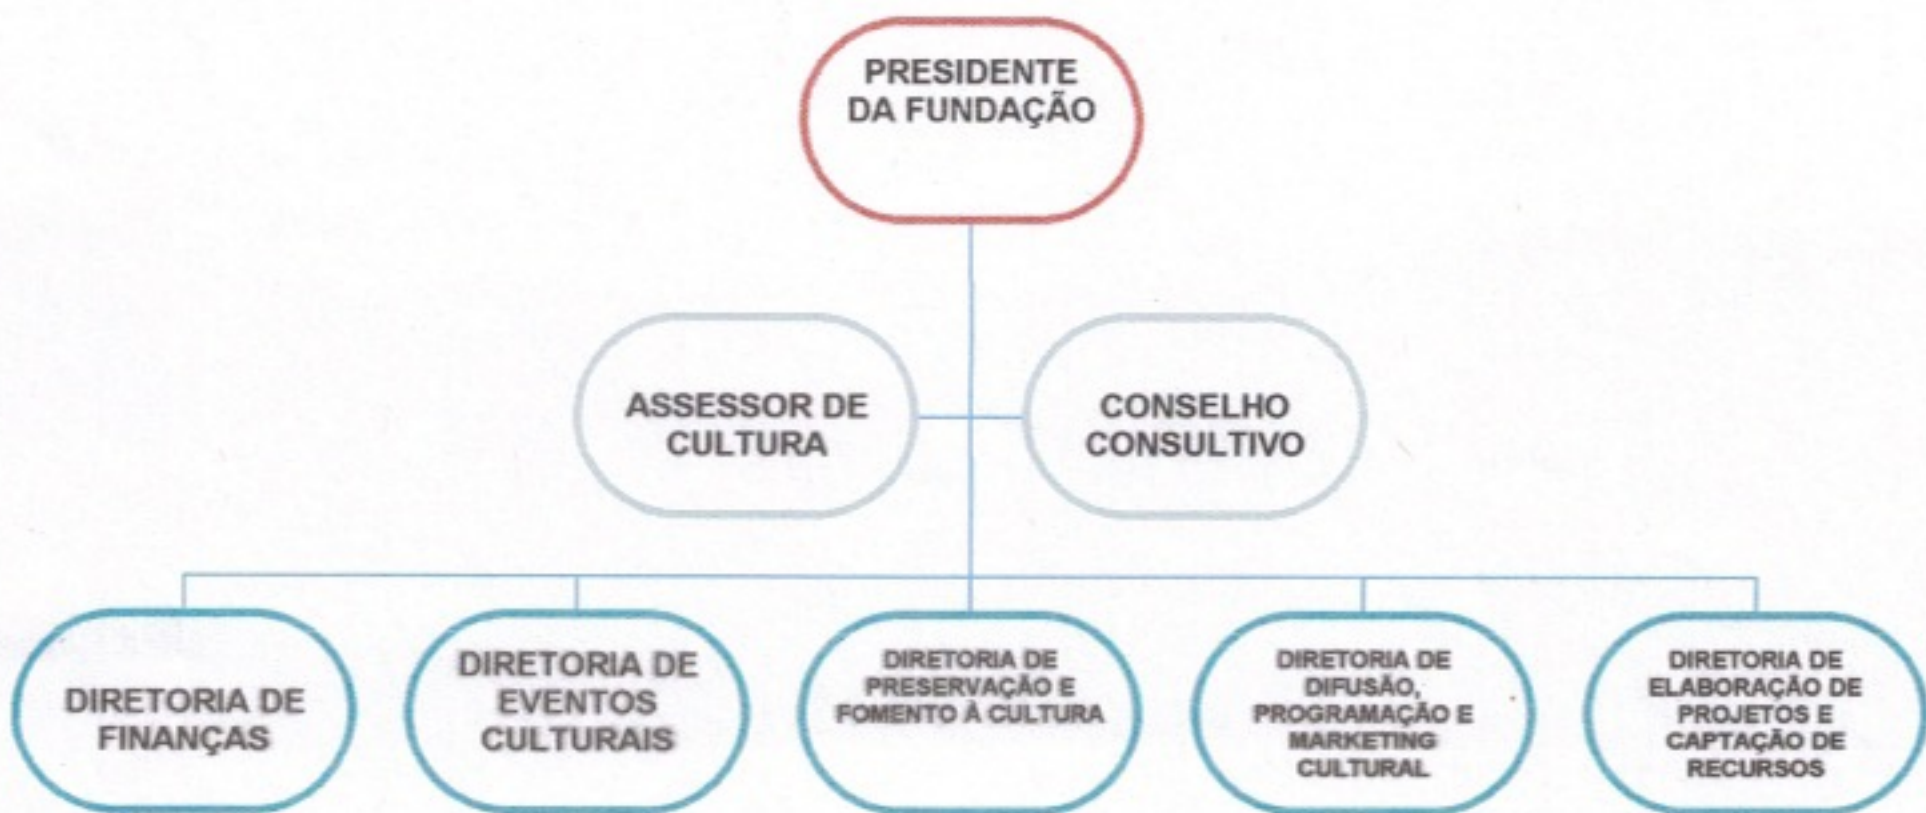 PRESIDENTE
DA FUNDAÇÃO
ASSESSOR DE
CULTURA
CONSELHO
CONSULTIVO
DIRETORIA DE
FINANÇAS
DIRETORIA DE
EVENTOS
CULTURAIS
DIRETORIA DE
PRESERVAÇÃO E
FOMENTO À CULTURA
DIRETORIA DE
DIFUSÃO,
PROGRAMAÇÃO E
MARKETING
CULTURAL
DIRETORIA DE
ELABORAÇÃO DE
PROJETOS E
CAPTAÇÃO DE
RECURSOS